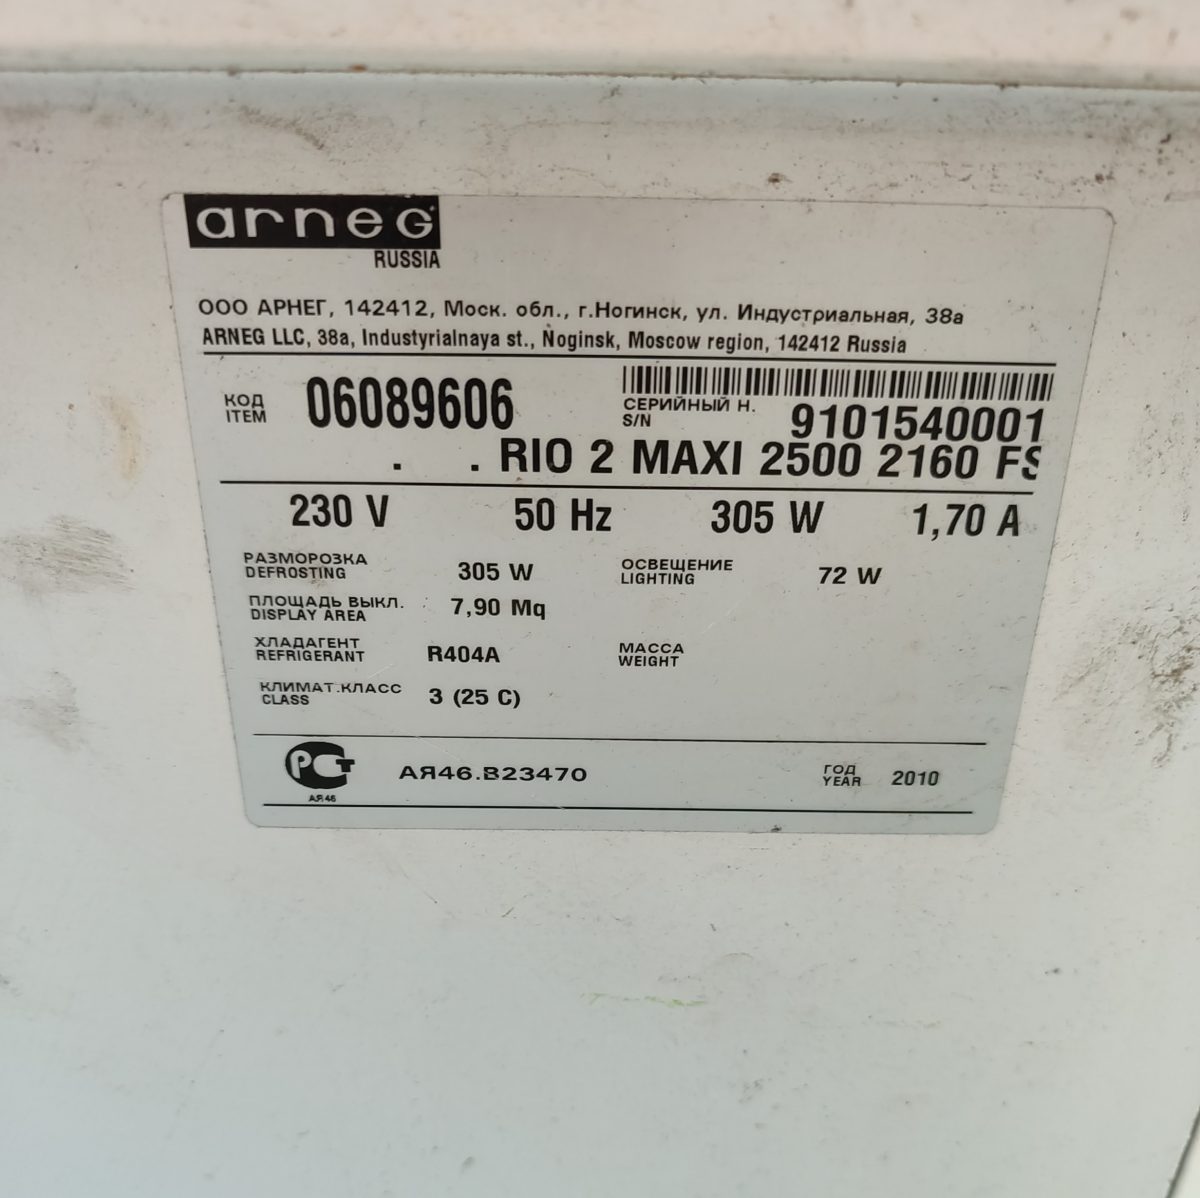 arneg
RUSSIA
ООО АРНЕГ, 142412, Моск. обл., г.Ногинск, ул. Индустриальная, 38а
ARNEG LLC, 38a, Industyrialnaya st., Noginsk, Moscow region, 142412 Russia
КОД
ITEM
06089606
СЕРИЙНЫЙ Н.
S/N
9101540001
. . RIO 2 MAXI 2500 2160 FS
230 V 50 Hz 305 W 1,70 A
РАЗМОРОЗКА
DEFROSTING
305 W
ОСВЕЩЕНИЕ
LIGHTING
72 W
ПЛОЩАДЬ ВЫКЛ.
DISPLAY AREA
7,90 Mq
ХЛАДАГЕНТ
REFRIGERANT
R404A
МАССА
WEIGHT
КЛИМАТ.КЛАСС
CLASS
3 (25 C)
РСТ
АЯ46
АЯ46.В23470
ГОД
YEAR
2010